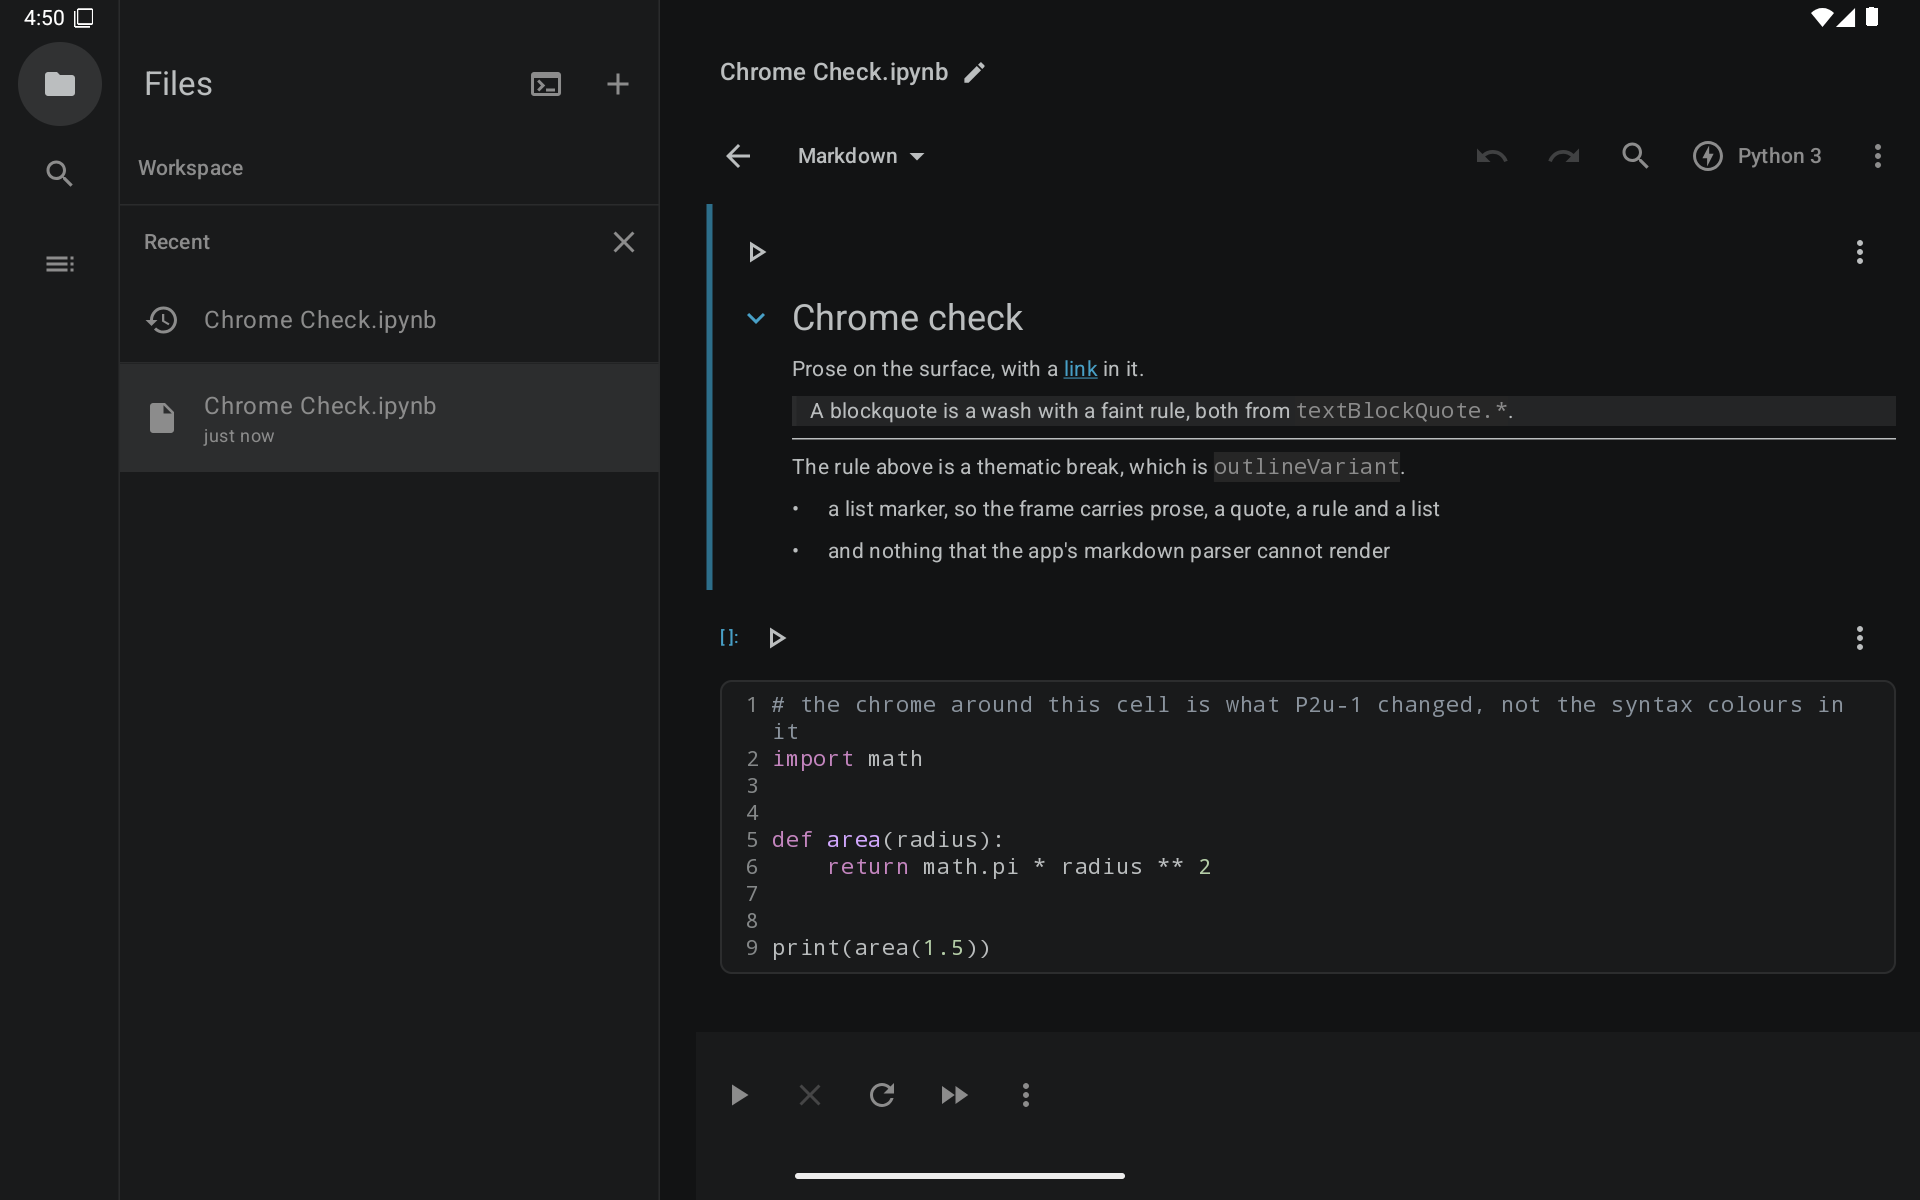 4:50
Files
Workspace
Recent
Chrome Check.ipynb
Chrome Check.ipynb
just now
Chrome Check.ipynb
Markdown
Python 3
Chrome check
Prose on the surface, with a link in it.
A blockquote is a wash with a faint rule, both from textBlockQuote.*.
The rule above is a thematic break, which is outlineVariant.
• a list marker, so the frame carries prose, a quote, a rule and a list
• and nothing that the app's markdown parser cannot render
[ ]:
1 # the chrome around this cell is what P2u-1 changed, not the syntax colours in
it
2 import math
3
4
5 def area(radius):
6     return math.pi * radius ** 2
7
8
9 print(area(1.5))